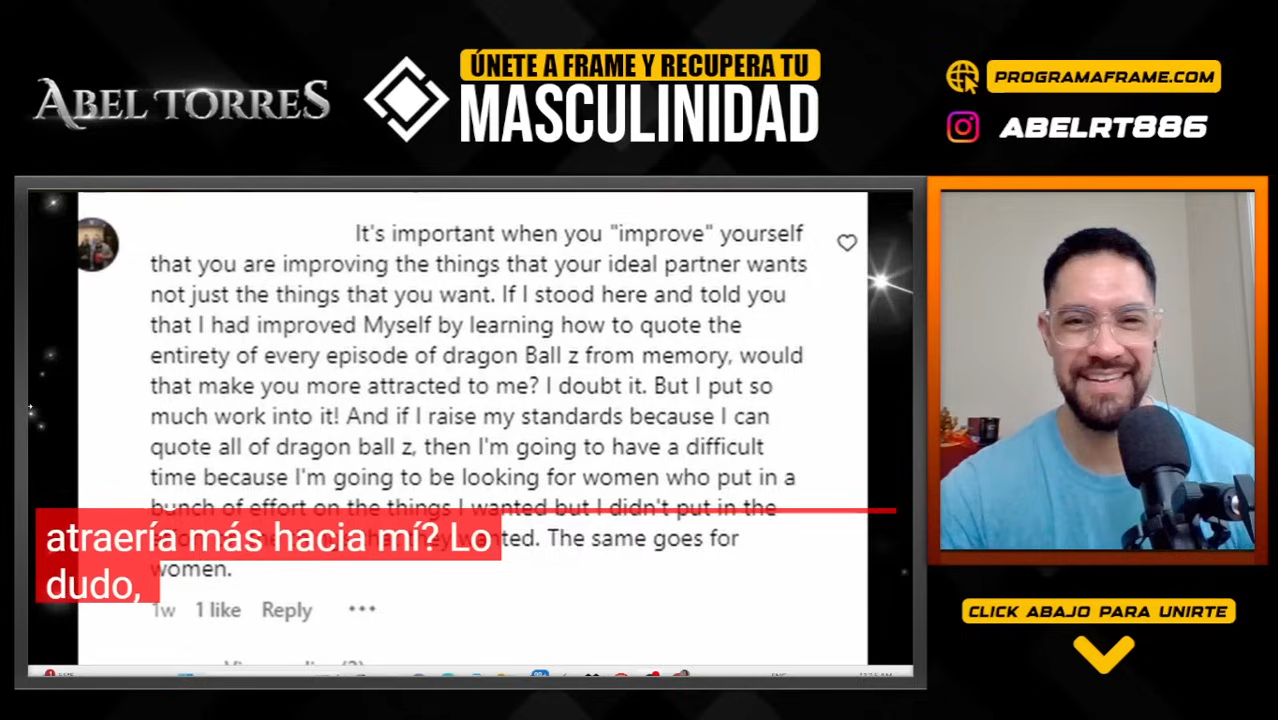 ABEL TORRES
ÚNETE A FRAME Y RECUPERA TU
MASCULINIDAD
PROGRAMAFRAME.COM
ABELRT886
It's important when you "improve" yourself
that you are improving the things that your ideal partner wants
not just the things that you want. If I stood here and told you
that I had improved Myself by learning how to quote the
entirety of every episode of dragon Ball z from memory, would
that make you more attracted to me? I doubt it. But I put so
much work into it! And if I raise my standards because I can
quote all of dragon ball z, then I'm going to have a difficult
time because I'm going to be looking for women who put in a
bunch of effort on the things I wanted but I didn't put in the
they wanted. The same goes for
women.
atraería más hacia mí? Lo
dudo,
1w 1 like Reply
CLICK ABAJO PARA UNIRTE